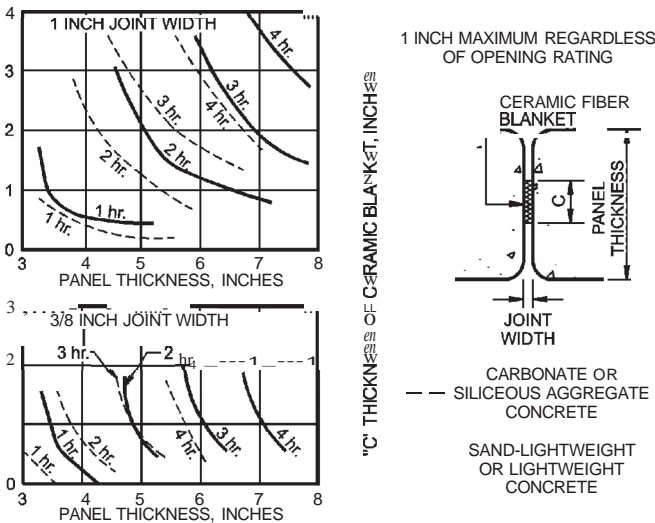 4
1 INCH JOINT WIDTH
4 hr.
3
3 hr.
3 hr.
4 hr.
2
2 hr.
2 hr.
1
1 hr.
1 hr.
0
3 4 5 6 7 8
PANEL THICKNESS, INCHES
3
3/8 INCH JOINT WIDTH
3 hr.
2 hr.
2
4 hr.
3 hr.
4 hr.
1 hr.
2 hr.
1 hr.
0
3 4 5 6 7 8
PANEL THICKNESS, INCHES
1 INCH MAXIMUM REGARDLESS
OF OPENING RATING
CERAMIC FIBER
BLANKET
C
PANEL
THICKNESS
JOINT
WIDTH
CARBONATE OR
SILICEOUS AGGREGATE
CONCRETE
SAND-LIGHTWEIGHT
OR LIGHTWEIGHT
CONCRETE